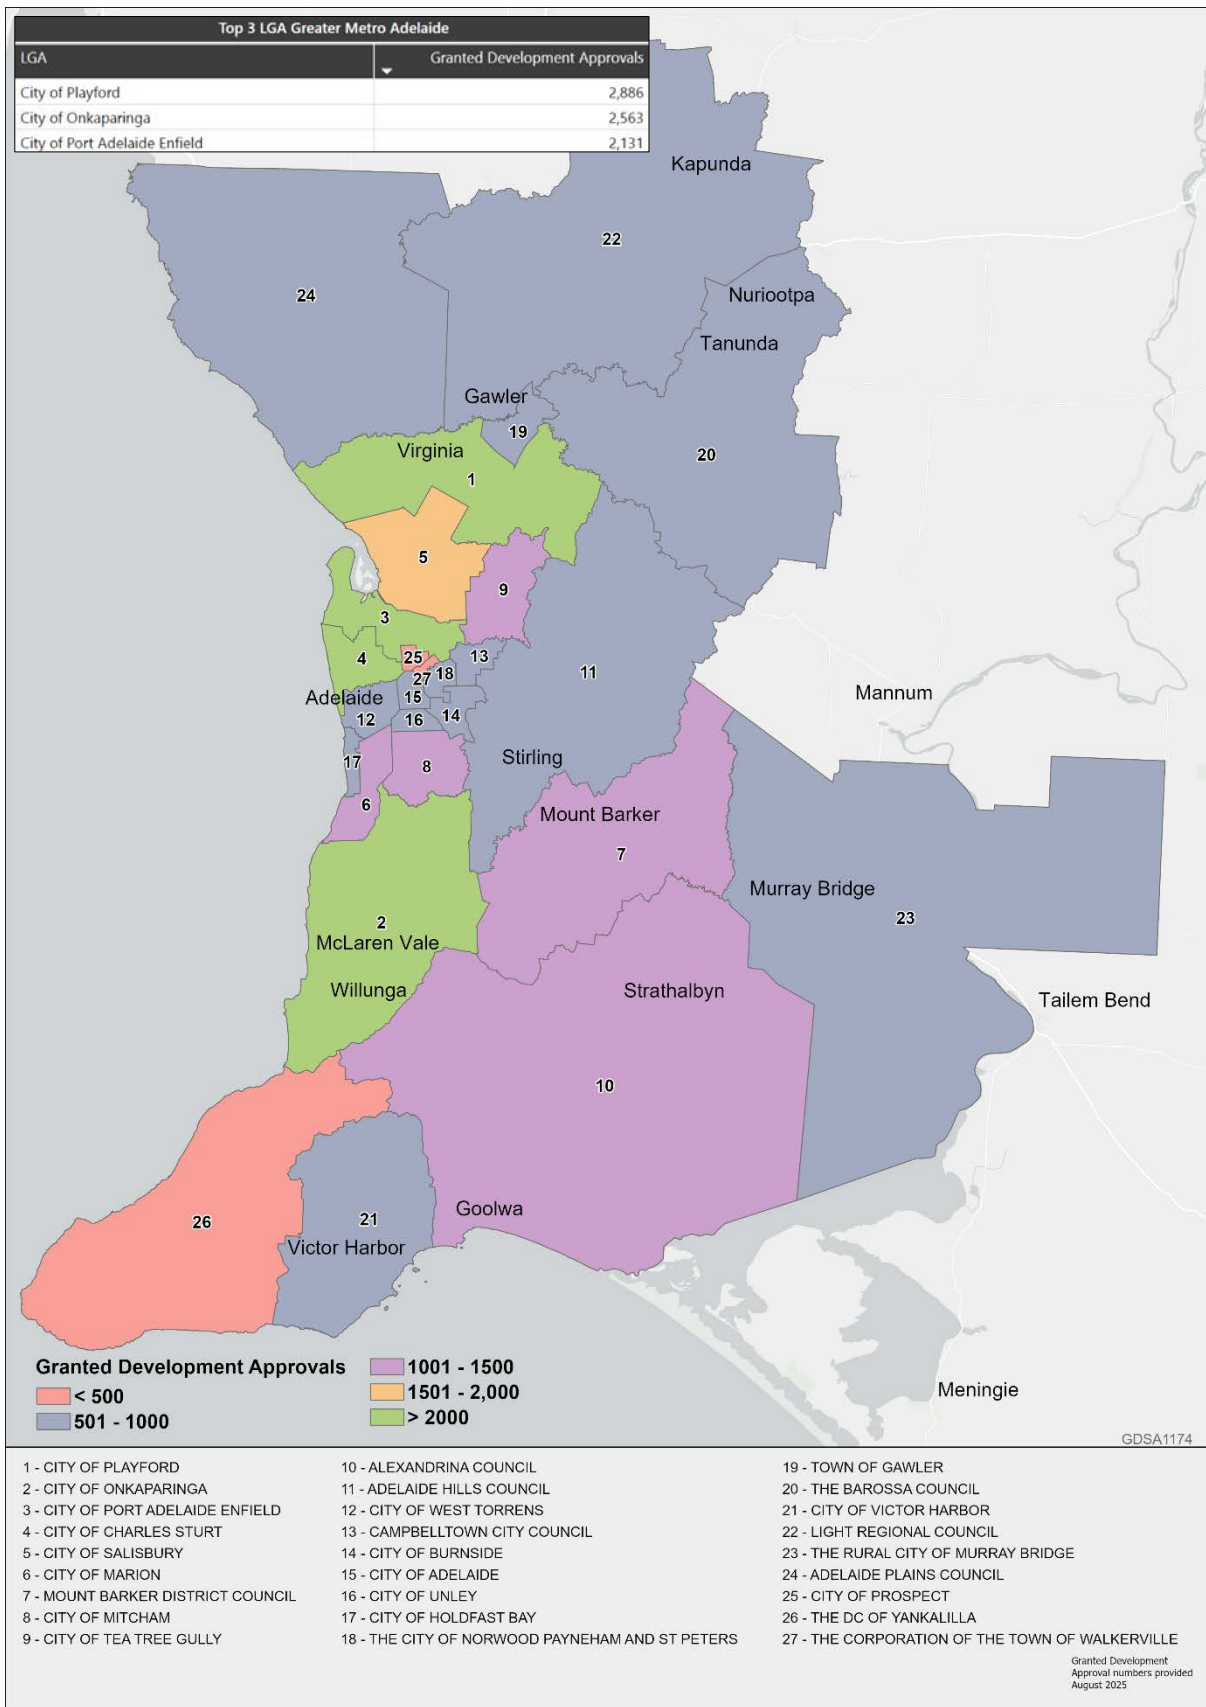 Top 3 LGA Greater Metro Adelaide
LGA Granted Development Approvals
City of Playford 2,886
City of Onkaparinga 2,563
City of Port Adelaide Enfield 2,131
Kapunda
22
24
Nuriootpa
Tanunda
Gawler
19
Virginia
20
1
5
9
3
25
13
4
18
27
11
Adelaide
15
Mannum
12
16
14
Stirling
17
8
6
Mount Barker
7
Murray Bridge
23
2
McLaren Vale
Willunga
Strathalbyn
Tailem Bend
10
Goolwa
26
21
Victor Harbor
Granted Development Approvals
< 500
501 - 1000
1001 - 1500
1501 - 2,000
> 2000
Meningie
GDSA1174
1 - CITY OF PLAYFORD
2 - CITY OF ONKAPARINGA
3 - CITY OF PORT ADELAIDE ENFIELD
4 - CITY OF CHARLES STURT
5 - CITY OF SALISBURY
6 - CITY OF MARION
7 - MOUNT BARKER DISTRICT COUNCIL
8 - CITY OF MITCHAM
9 - CITY OF TEA TREE GULLY
10 - ALEXANDRINA COUNCIL
11 - ADELAIDE HILLS COUNCIL
12 - CITY OF WEST TORRENS
13 - CAMPBELLTOWN CITY COUNCIL
14 - CITY OF BURNSIDE
15 - CITY OF ADELAIDE
16 - CITY OF UNLEY
17 - CITY OF HOLDFAST BAY
18 - THE CITY OF NORWOOD PAYNEHAM AND ST PETERS
19 - TOWN OF GAWLER
20 - THE BAROSSA COUNCIL
21 - CITY OF VICTOR HARBOR
22 - LIGHT REGIONAL COUNCIL
23 - THE RURAL CITY OF MURRAY BRIDGE
24 - ADELAIDE PLAINS COUNCIL
25 - CITY OF PROSPECT
26 - THE DC OF YANKALILLA
27 - THE CORPORATION OF THE TOWN OF WALKERVILLE
Granted Development
Approval numbers provided
August 2025